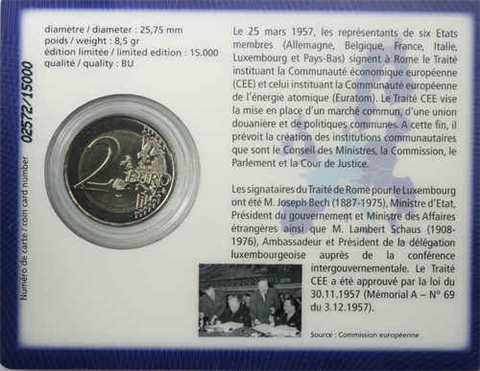 diamètre / diameter : 25,75 mm
poids / weight : 8,5 gr
édition limitée / limited edition : 15.000
qualité / quality : BU
Numéro de carte / coin card number 02572/15000
2 EURO
Le 25 mars 1957, les représentants de six Etats
membres (Allemagne, Belgique, France, Italie,
Luxembourg et Pays-Bas) signent à Rome le Traité
instituant la Communauté économique européenne
(CEE) et celui instituant la Communauté européenne
de l'énergie atomique (Euratom). Le Traité CEE vise
la mise en place d'un marché commun, d'une union
douanière et de politiques communes. A cette fin, il
prévoit la création des institutions communautaires
que sont le Conseil des Ministres, la Commission, le
Parlement et la Cour de Justice.
Les signataires du Traité de Rome pour le Luxembourg
ont été M. Joseph Bech (1887-1975), Ministre d'Etat,
Président du gouvernement et Ministre des Affaires
étrangères ainsi que M. Lambert Schaus (1908-
1976), Ambassadeur et Président de la délégation
luxembourgeoise auprès de la conférence
intergouvernementale. Le Traité
CEE a été approuvé par la loi du
30.11.1957 (Mémorial A – N° 69
du 3.12.1957).
Source : Commission européenne